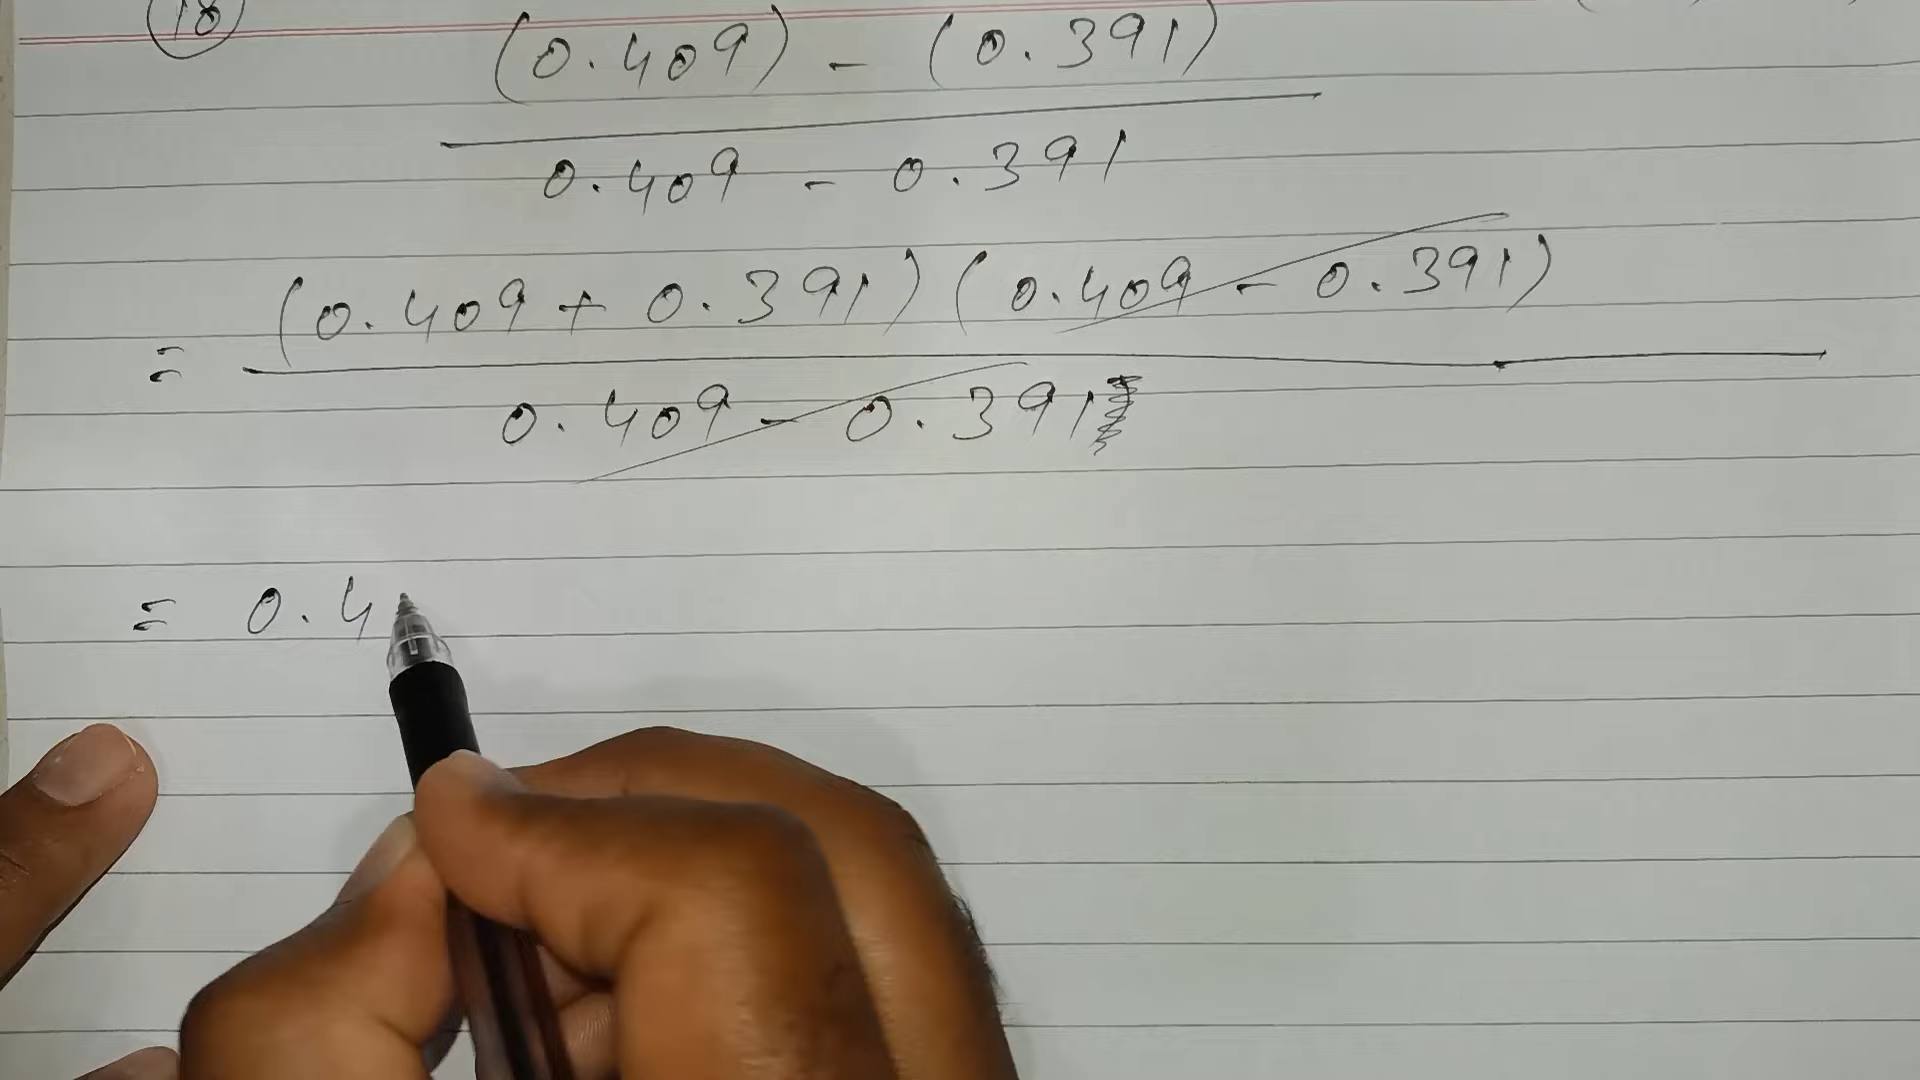 18
(0.409) - (0.391)
0.409 - 0.391
= (0.409 + 0.391) (0.409 - 0.391)
0.409 - 0.391
= 0.4